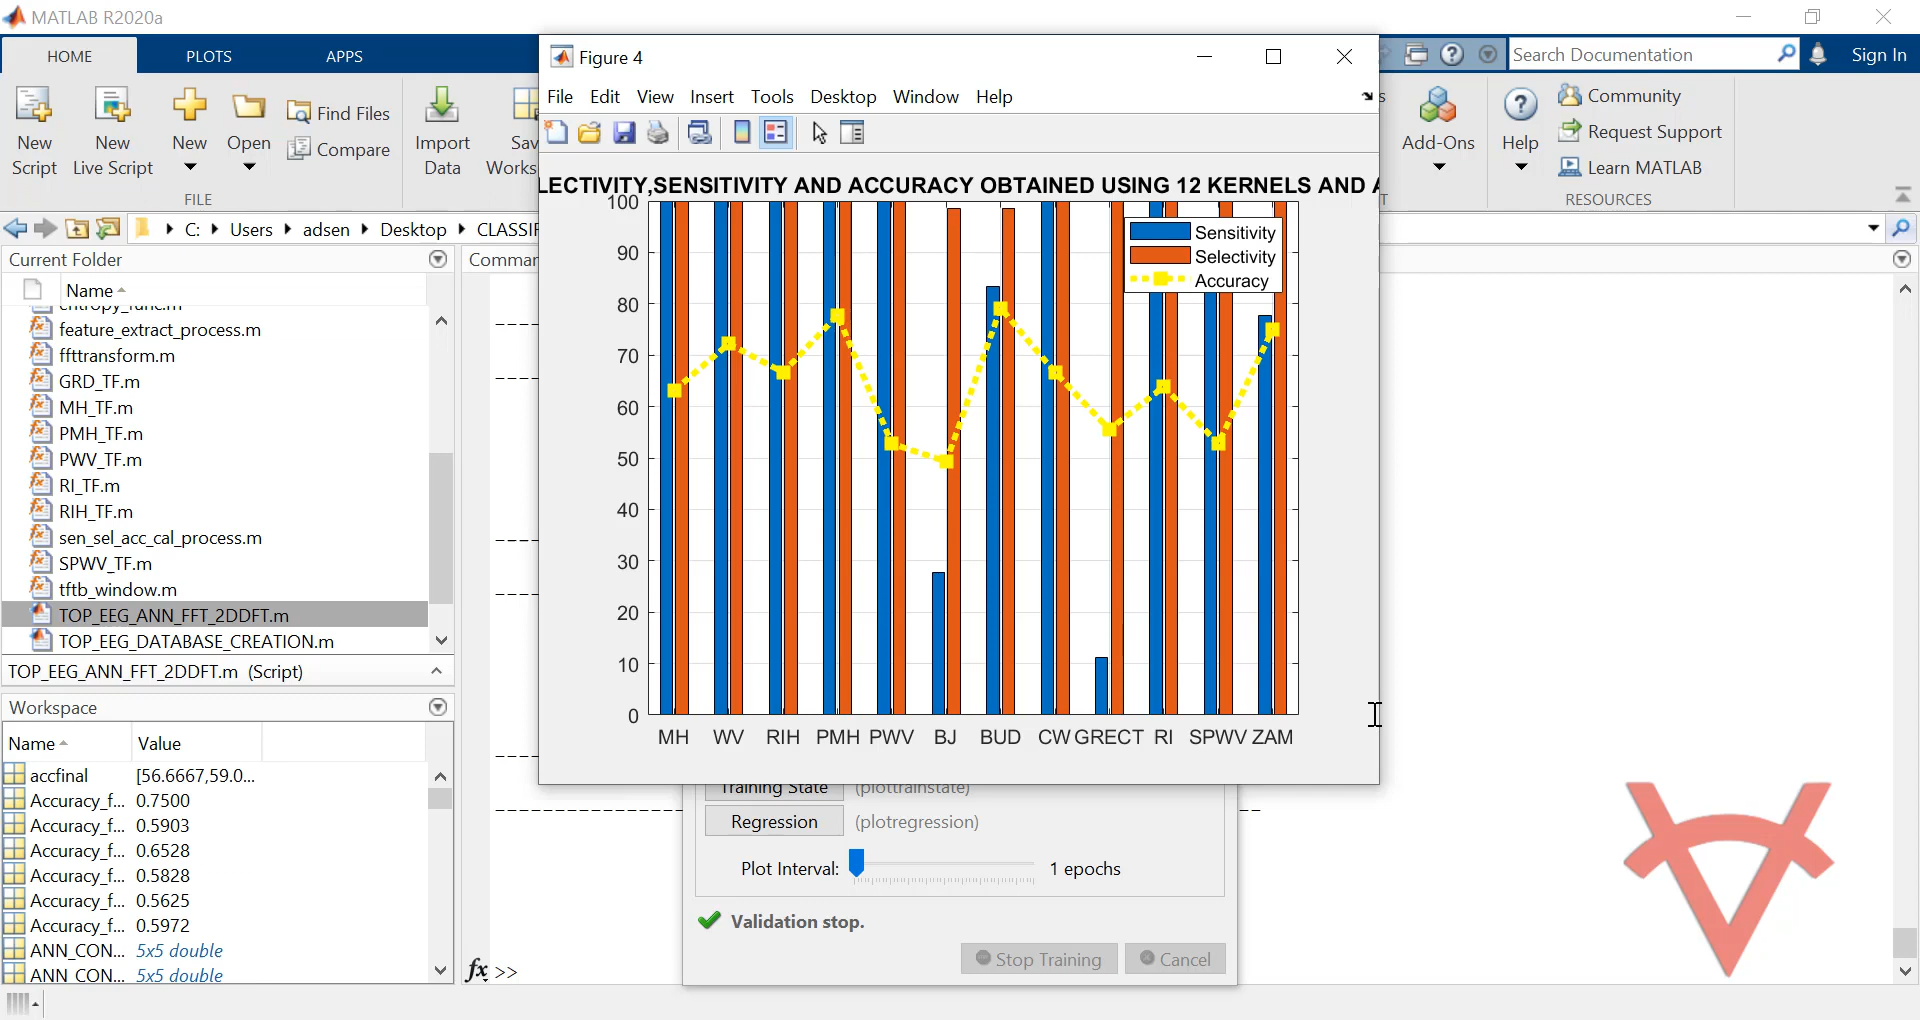 MATLAB R2020a
HOME PLOTS APPS
Search Documentation
Sign In
New Script
New Live Script
New
Open
Find Files
Compare
Import Data
FILE
Add-Ons
Help
Community
Request Support
Learn MATLAB
RESOURCES
C: Users adsen Desktop CLASSIF
Current Folder
Name
feature_extract_process.m
ffttransform.m
GRD_TF.m
MH_TF.m
PMH_TF.m
PWV_TF.m
RI_TF.m
RIH_TF.m
sen_sel_acc_cal_process.m
SPWV_TF.m
tftb_window.m
TOP_EEG_ANN_FFT_2DDFT.m
TOP_EEG_DATABASE_CREATION.m
TOP_EEG_ANN_FFT_2DDFT.m (Script)
Workspace
Name Value
accfinal [56.6667,59.0...
Accuracy_f... 0.7500
Accuracy_f... 0.5903
Accuracy_f... 0.6528
Accuracy_f... 0.5828
Accuracy_f... 0.5625
Accuracy_f... 0.5972
ANN_CON... 5x5 double
ANN_CON... 5x5 double
Comman
Figure 4
File Edit View Insert Tools Desktop Window Help
LECTIVITY,SENSITIVITY AND ACCURACY OBTAINED USING 12 KERNELS AND A
100
90
80
70
60
50
40
30
20
10
0
Sensitivity
Selectivity
Accuracy
MH WV RIH PMH PWV BJ BUD CW GRECT RI SPWV ZAM
Training State (plottrainstate)
Regression (plotregression)
Plot Interval: 1 epochs
Validation stop.
Stop Training Cancel
fx >>